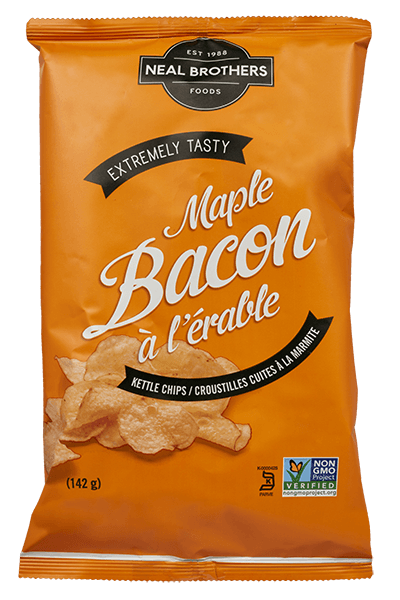 EST 1988
NEAL BROTHERS
FOODS
EXTREMELY TASTY
Maple
Bacon
à l'érable
KETTLE CHIPS / CROUSTILLES CUITES À LA MARMITE
(142 g)
K
PARVE
NON
GMO
Project
VERIFIED
nongmoproject.org